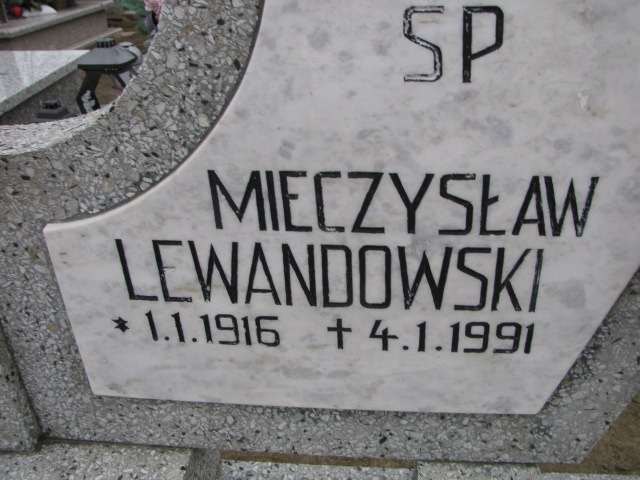 SP
MIECZYSŁAW
LEWANDOWSKI
* 1.1.1916 † 4.1.1991